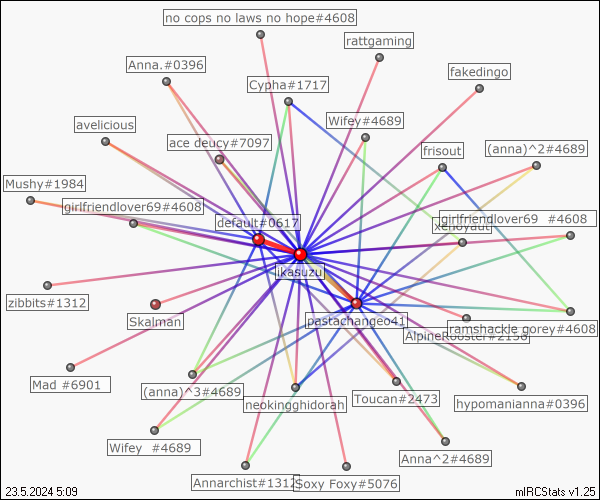 no cops no laws no hope#4608
rattgaming
Anna.#0396
fakedingo
Cypha#1717
Wifey#4689
avelicious
ace deucy#7097
frisout
(anna)^2#4689
Mushy#1984
girlfriendlover69#4608
girlfriendlover69 #4608
default#0617
xenoyaut
likasuzu
zibbits#1312
Skalman
pastachangeo41
ramshackle gorey#4608
AlpineRooster#2156
Mad #6901
(anna)^3#4689
neokingghidorah
Toucan#2473
hypomanianna#0396
Wifey #4689
Anna^2#4689
Annarchist#1312
Soxy Foxy#5076
23.5.2024 5:09
mIRCStats v1.25